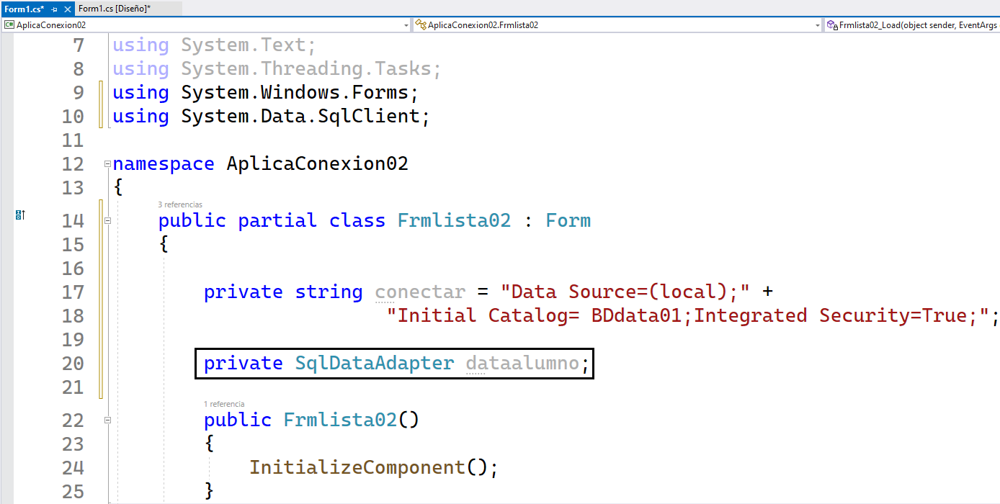 Form1.cs*
Form1.cs [Diseño]*
AplicaConexion02
AplicaConexion02.Frmlista02
Frmlista02_Load(object sender, EventArgs
7 using System.Text;
8 using System.Threading.Tasks;
9 using System.Windows.Forms;
10 using System.Data.SqlClient;
11
12 namespace AplicaConexion02
13 {
3 referencias
14 public partial class Frmlista02 : Form
15 {
16
17 private string conectar = "Data Source=(local);" +
18 "Initial Catalog= BDdata01;Integrated Security=True;";
19
20 private SqlDataAdapter dataalumno;
21
1 referencia
22 public Frmlista02()
23 {
24 InitializeComponent();
25 }